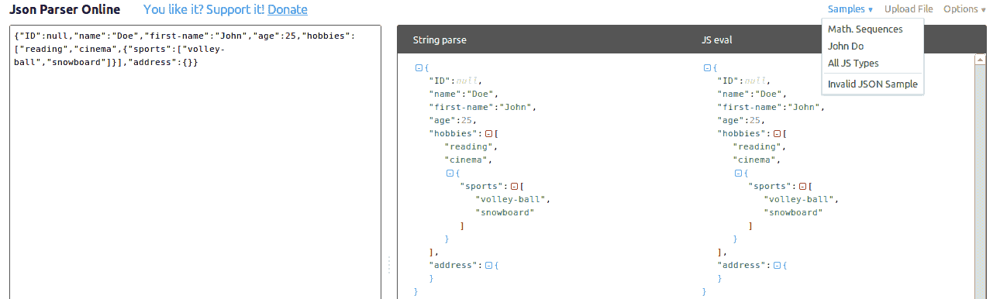 Json Parser Online You like it? Support it! Donate Samples Upload File Options
Math. Sequences
John Do
All JS Types
Invalid JSON Sample
{"ID":null,"name":"Doe","first-name":"John","age":25,"hobbies":
["reading","cinema",{"sports":["volley-
ball","snowboard"]}],"address":{}}
String parse
{
"ID":null,
"name":"Doe",
"first-name":"John",
"age":25,
"hobbies":[
"reading",
"cinema",
{
"sports":[
"volley-ball",
"snowboard"
]
}
],
"address":{
}
}
JS eval
{
"ID":null,
"name":"Doe",
"first-name":"John",
"age":25,
"hobbies":[
"reading",
"cinema",
{
"sports":[
"volley-ball",
"snowboard"
]
}
],
"address":{
}
}